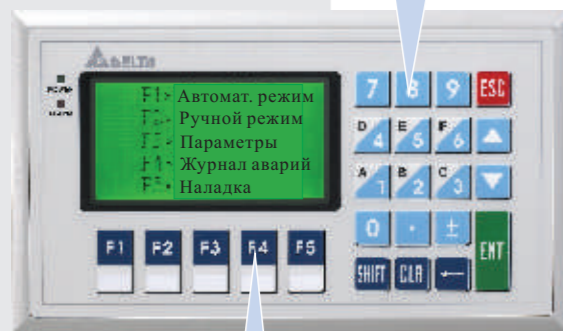 DELTA
POWER
F1> Автомат. режим
F2> Ручной режим
F3> Параметры
F4> Журнал аварий
F5> Наладка
7 8 9 ESC
D 4 E 5 F 6
A 1 B 2 C 3
0 . ± ENT
F1 F2 F3 F4 F5
SHIFT CLR ←